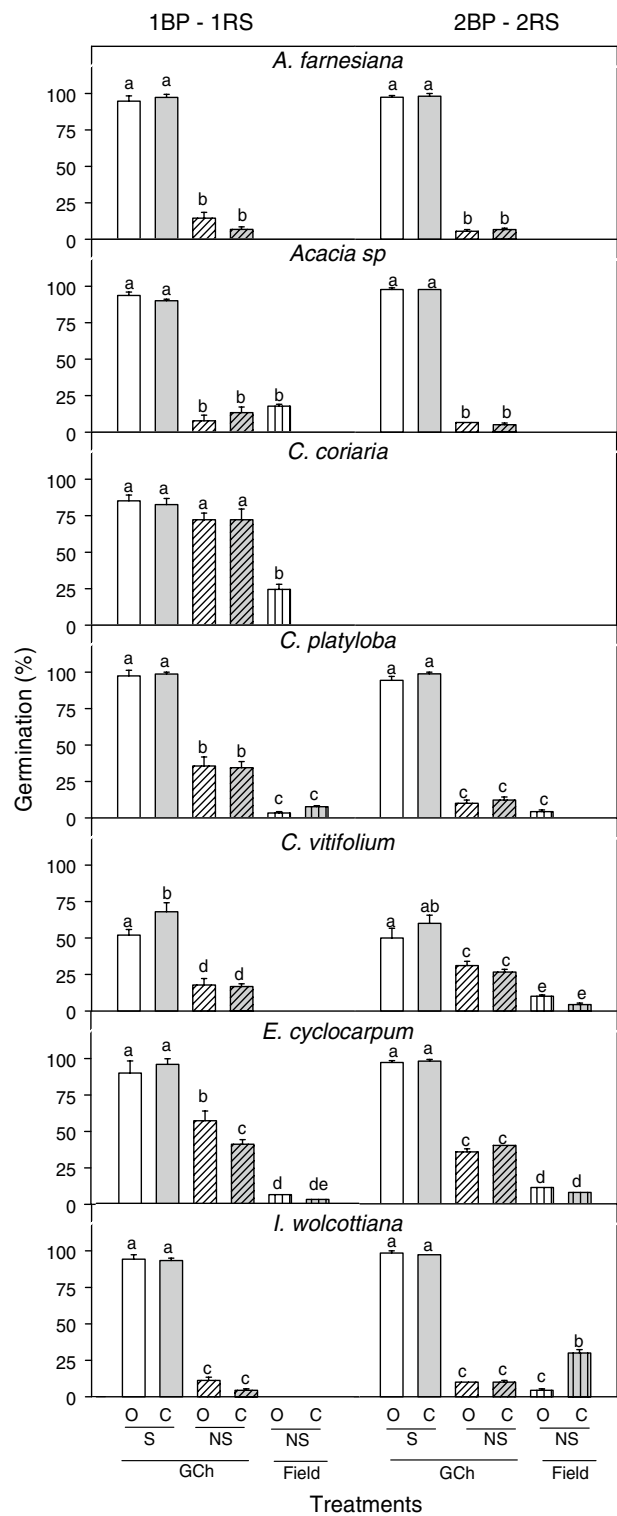 1BP - 1RS 2BP - 2RS
A. farnesiana
a a a a
100
75
50
b b b b
25
0
Acacia sp
a a a a
100
75
50
b b b b b
25
0
C. coriaria
100
a a a a
75
50
b
25
0
C. platyloba
a a a a
100
75
b b
50
c c c c c
25
0
C. vitifolium
100
b a ab
75
a
50
d d c c
25
e e
0
E. cyclocarpum
a a a a
100
b
75
c c c
50
d de d d
25
0
I. wolcottiana
a a a a
100
75
50
b
25
c c c c c
0
Germination (%)
O C O C O C O C O C O C
S NS NS S NS NS
GCh Field GCh Field
Treatments